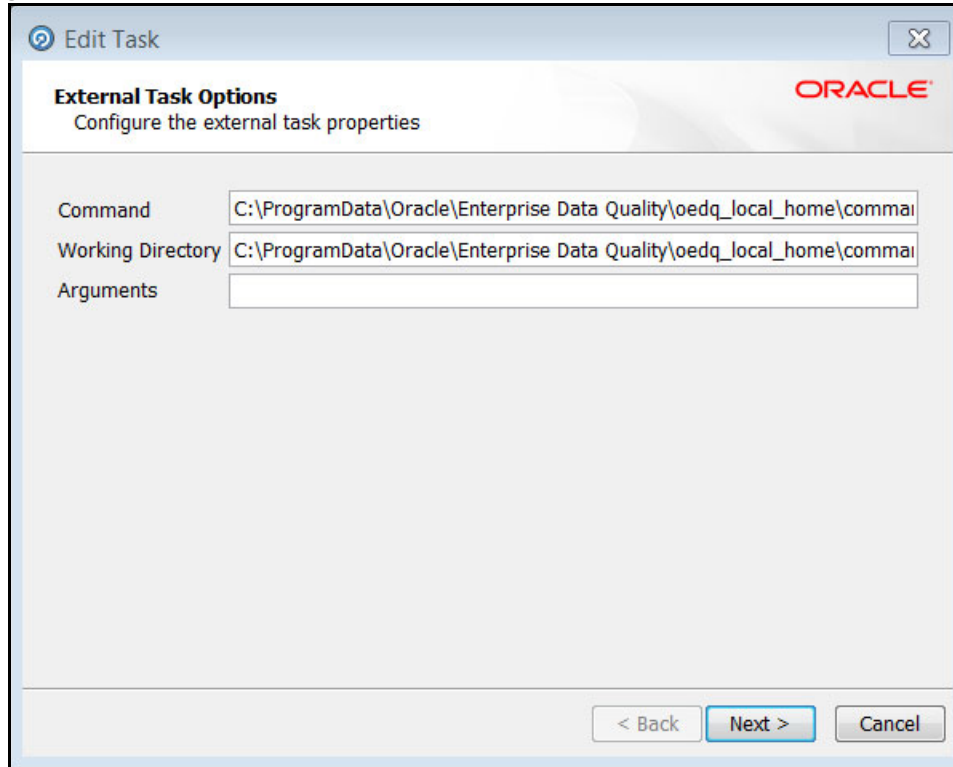 Edit Task
External Task Options
ORACLE
Configure the external task properties
Command C:\ProgramData\Oracle\Enterprise Data Quality\oedq_local_home\comma
Working Directory C:\ProgramData\Oracle\Enterprise Data Quality\oedq_local_home\comma
Arguments
< Back Next > Cancel